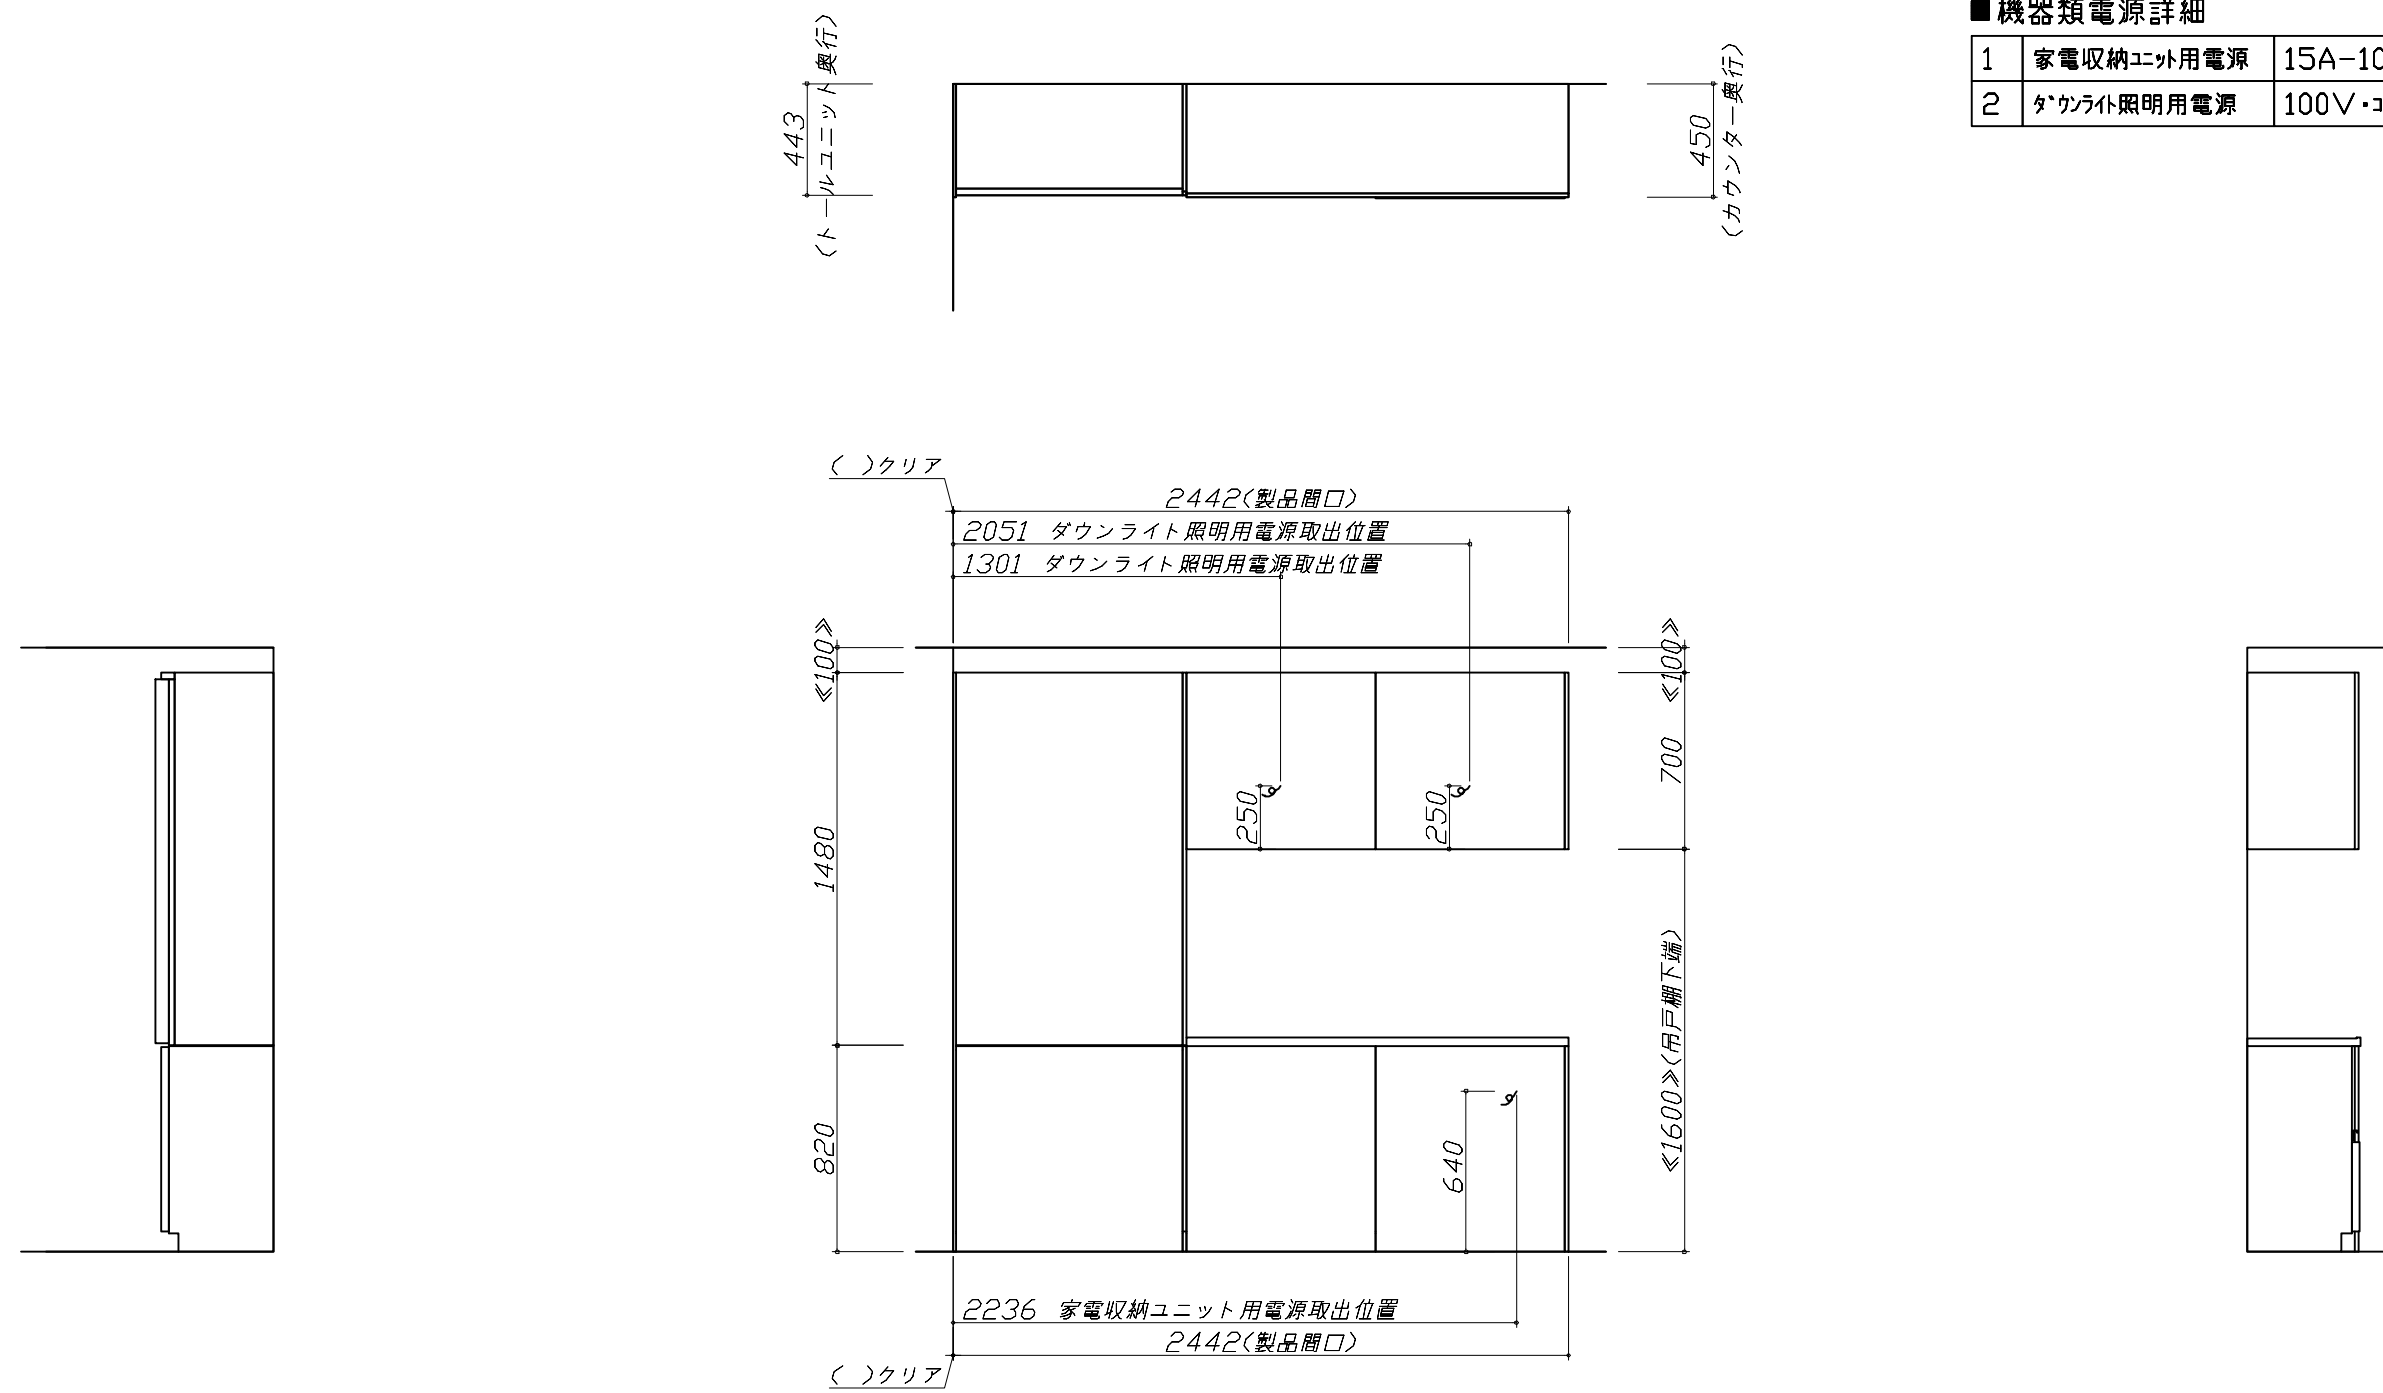 ■機器類電源詳細
1 家電収納ﾕﾆｯﾄ用電源 15A-10
2 ﾀﾞｳﾝﾗｲﾄ照明用電源 100V・ｺ
443
(トールユニット奥行)
450
(カウンター奥行)
( )クリア
2442(製品間口)
2051 ダウンライト照明用電源取出位置
1301 ダウンライト照明用電源取出位置
≪100≫
≪100≫
700
250
250
1480
≪1600≫(吊戸棚下端)
820
640
2236 家電収納ユニット用電源取出位置
2442(製品間口)
( )クリア